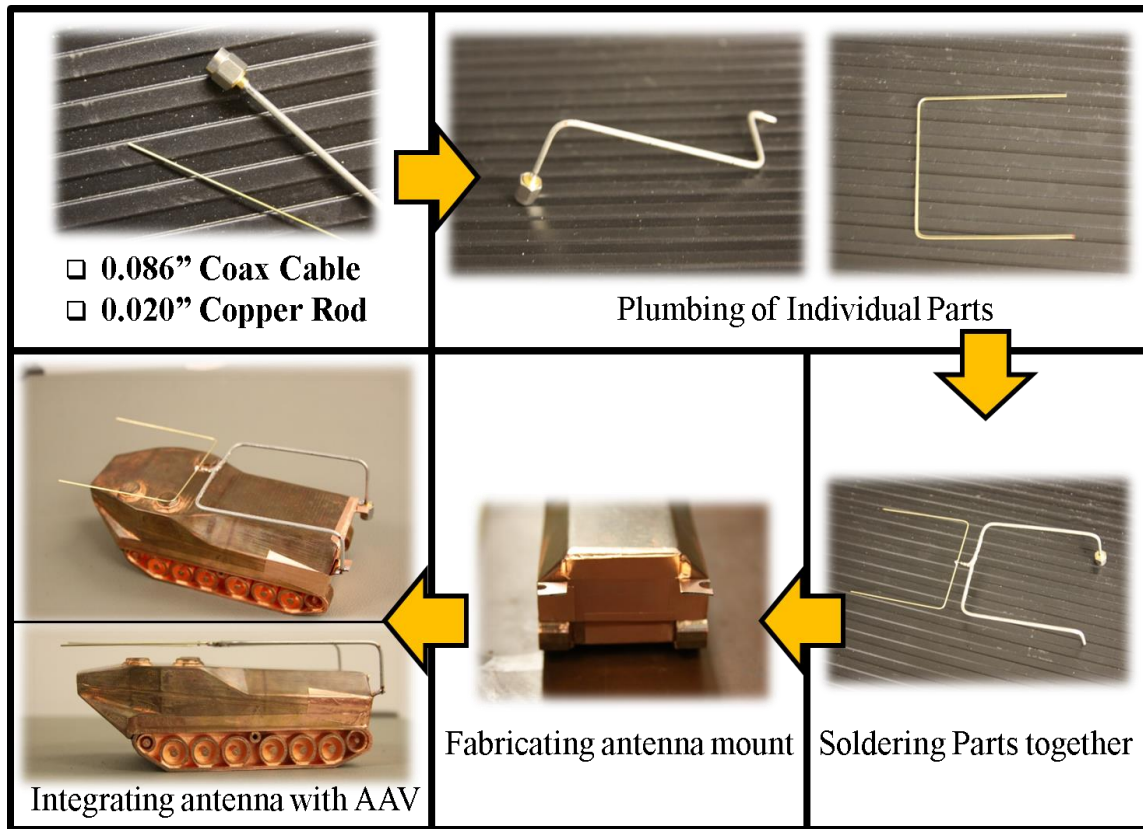 ❑ 0.086” Coax Cable
❑ 0.020” Copper Rod
Plumbing of Individual Parts
Soldering Parts together
Fabricating antenna mount
Integrating antenna with AAV